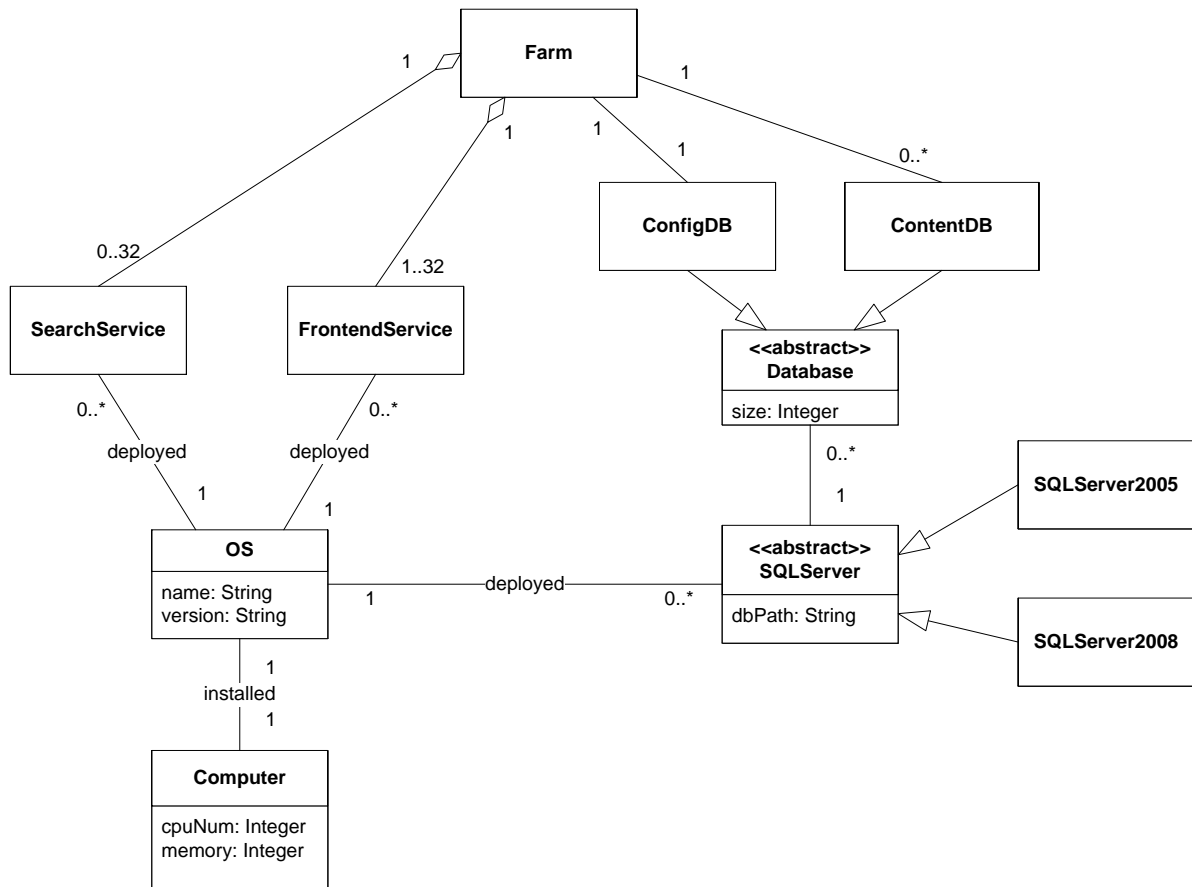 Farm
1
1
1
1
1
0..*
ConfigDB
ContentDB
0..32
1..32
SearchService
FrontendService
<<abstract>>
Database
size: Integer
0..*
0..*
deployed
deployed
0..*
1
1
1
SQLServer2005
OS
name: String
version: String
1
deployed
0..*
<<abstract>>
SQLServer
dbPath: String
SQLServer2008
1
installed
1
Computer
cpuNum: Integer
memory: Integer